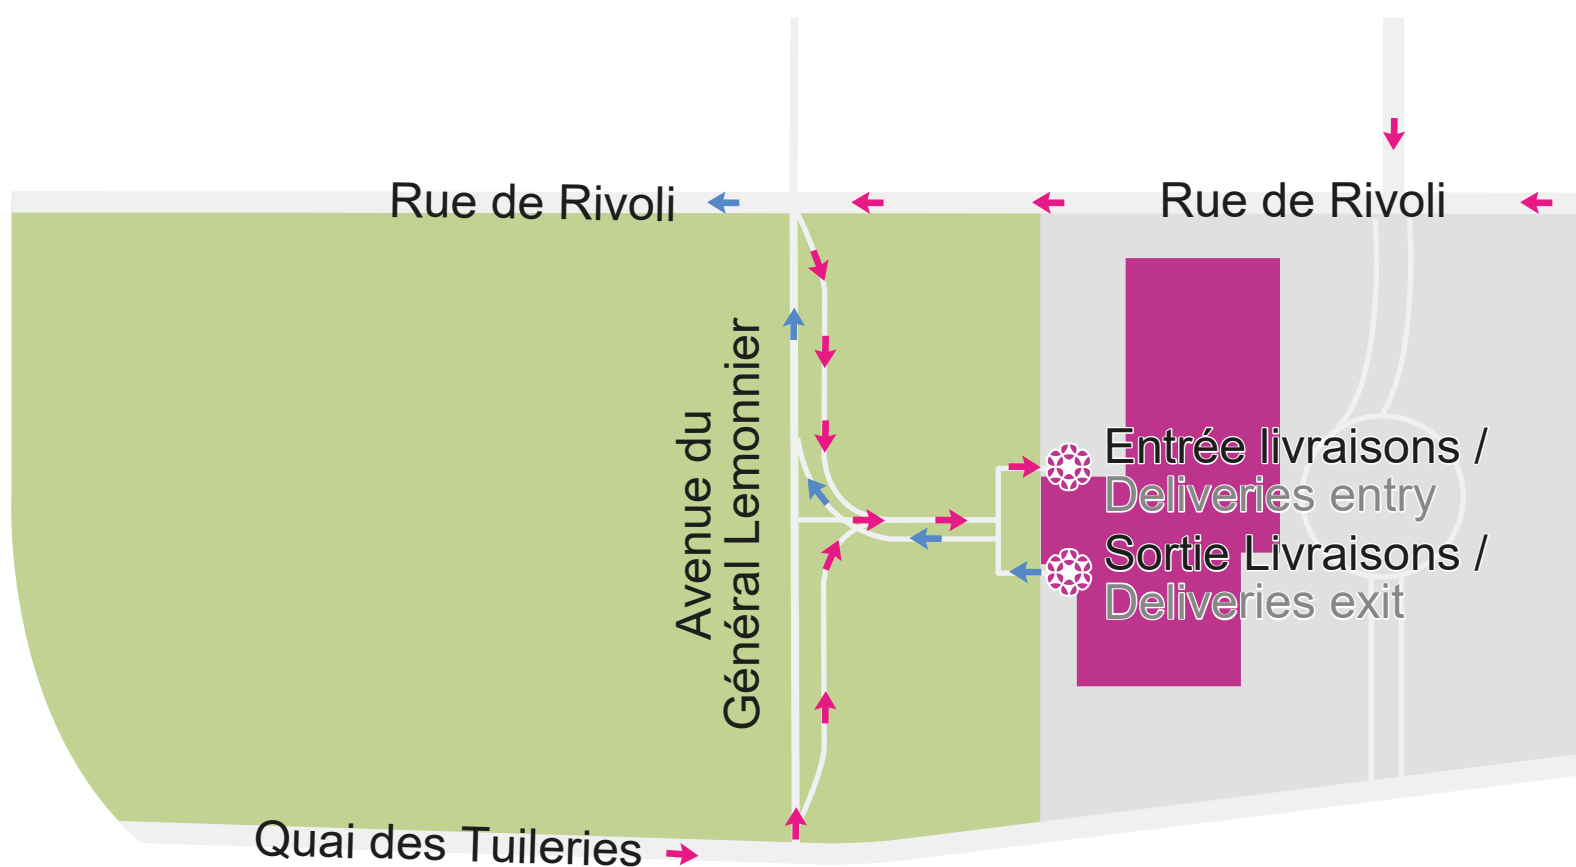 Rue de Rivoli
Rue de Rivoli
Avenue du
Général Lemonnier
Entrée livraisons /
Deliveries entry
Sortie Livraisons /
Deliveries exit
Quai des Tuileries